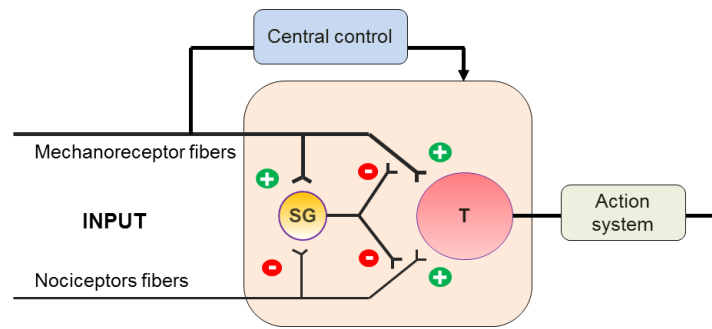 Central control
Mechanoreceptor fibers
+
+
-
SG
T
Action
system
INPUT
-
-
Nociceptors fibers
+